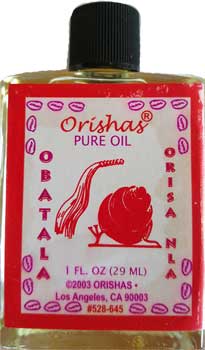 Orishas®
PURE OIL
OBATALA
ORISA NLA
1 FL. OZ (29 ML)
©2003 ORISHAS •
Los Angeles, CA 90003
#528-645